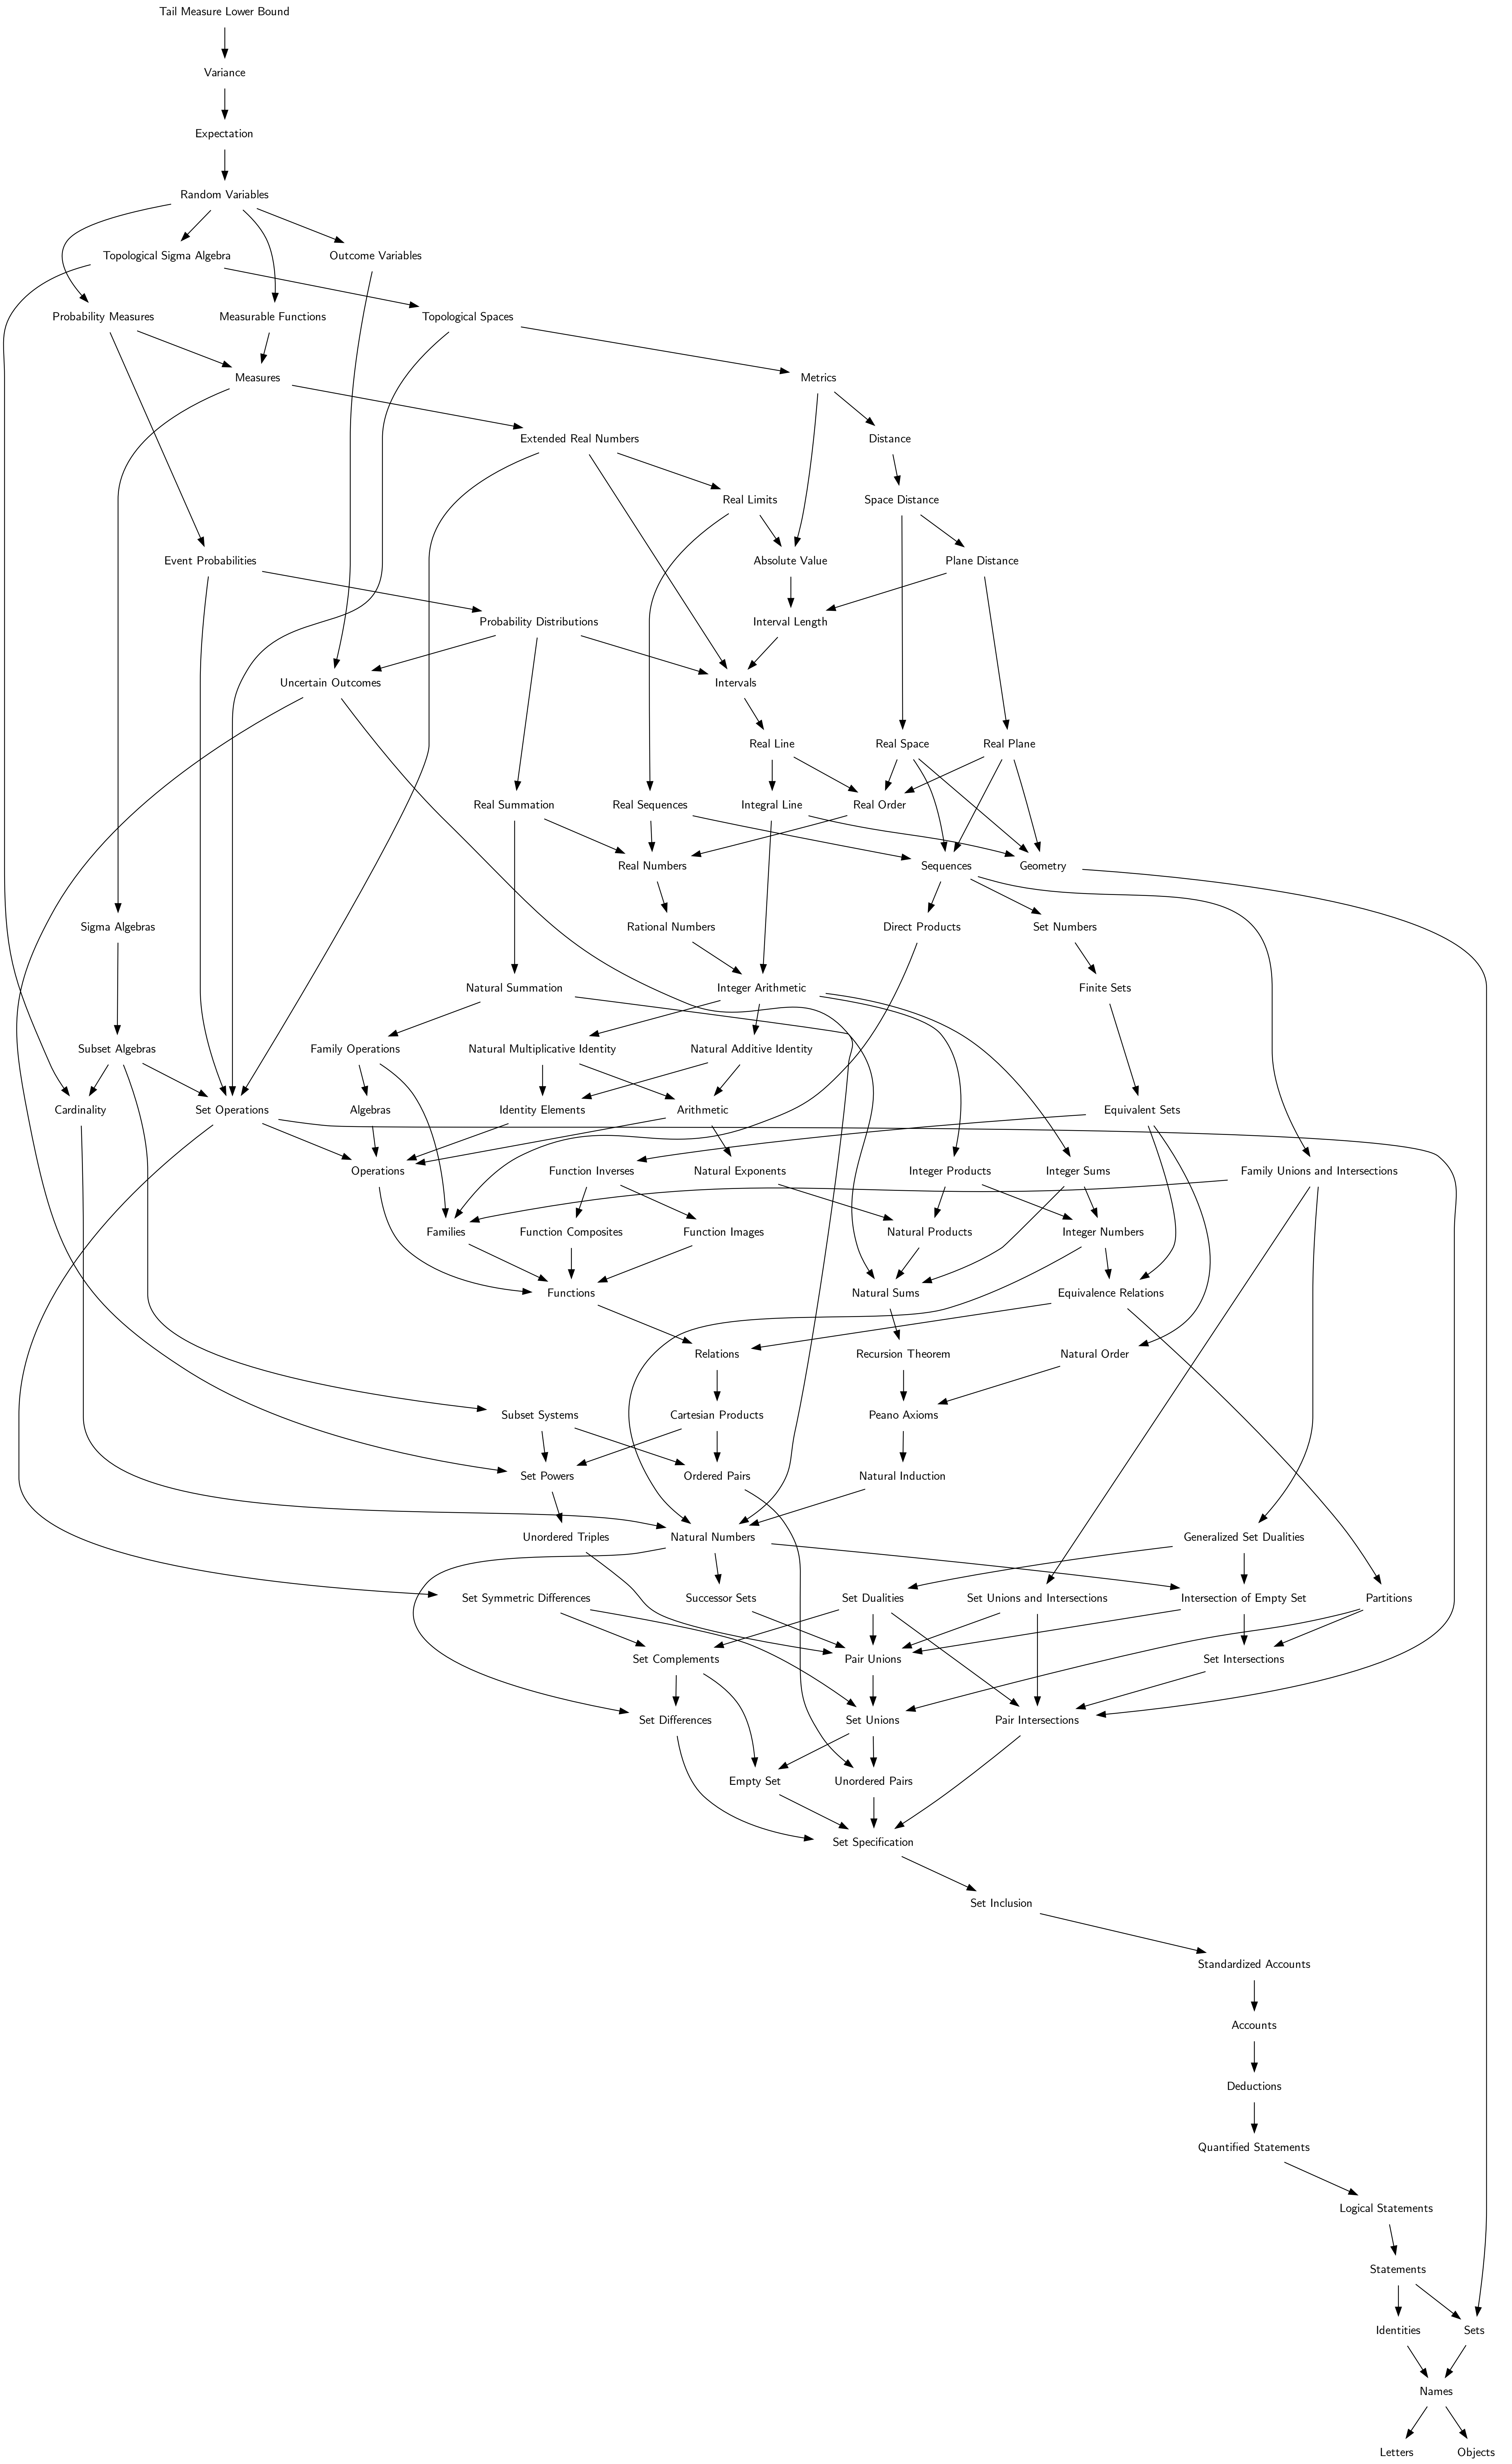 Tail Measure Lower Bound
Variance
Expectation
Random Variables
Topological Sigma Algebra
Outcome Variables
Probability Measures
Measurable Functions
Topological Spaces
Measures
Metrics
Extended Real Numbers
Distance
Real Limits
Space Distance
Event Probabilities
Absolute Value
Plane Distance
Probability Distributions
Interval Length
Uncertain Outcomes
Intervals
Real Line
Real Space
Real Plane
Real Summation
Real Sequences
Integral Line
Real Order
Real Numbers
Sequences
Geometry
Sigma Algebras
Rational Numbers
Direct Products
Set Numbers
Natural Summation
Integer Arithmetic
Finite Sets
Subset Algebras
Family Operations
Natural Multiplicative Identity
Natural Additive Identity
Cardinality
Set Operations
Algebras
Identity Elements
Arithmetic
Equivalent Sets
Operations
Function Inverses
Natural Exponents
Integer Products
Integer Sums
Family Unions and Intersections
Families
Function Composites
Function Images
Natural Products
Integer Numbers
Functions
Natural Sums
Equivalence Relations
Relations
Recursion Theorem
Natural Order
Subset Systems
Cartesian Products
Peano Axioms
Set Powers
Ordered Pairs
Natural Induction
Unordered Triples
Natural Numbers
Generalized Set Dualities
Set Symmetric Differences
Successor Sets
Set Dualities
Set Unions and Intersections
Intersection of Empty Set
Partitions
Set Complements
Pair Unions
Set Intersections
Set Differences
Set Unions
Pair Intersections
Empty Set
Unordered Pairs
Set Specification
Set Inclusion
Standardized Accounts
Accounts
Deductions
Quantified Statements
Logical Statements
Statements
Identities
Sets
Names
Letters
Objects